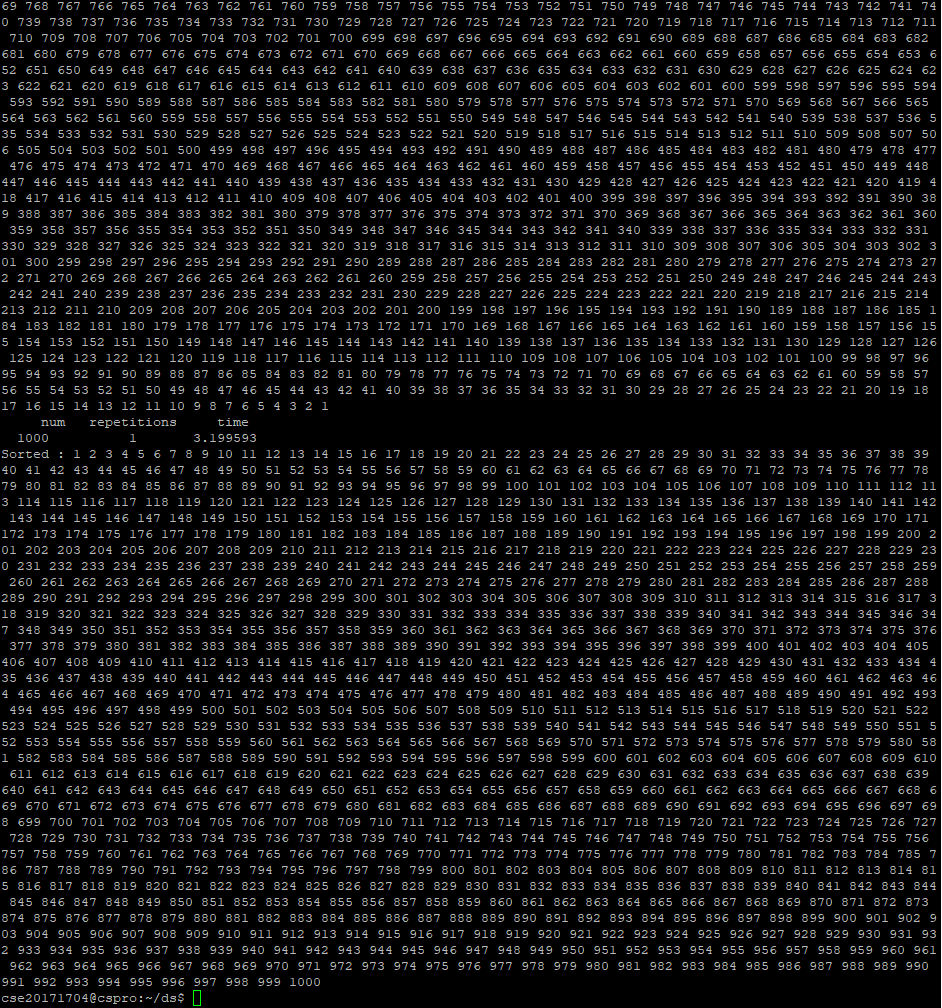 69 768 767 766 765 764 763 762 761 760 759 758 757 756 755 754 753 752 751 750 749 748 747 746 745 744 743 742 741 74
0 739 738 737 736 735 734 733 732 731 730 729 728 727 726 725 724 723 722 721 720 719 718 717 716 715 714 713 712 711
710 709 708 707 706 705 704 703 702 701 700 699 698 697 696 695 694 693 692 691 690 689 688 687 686 685 684 683 682
681 680 679 678 677 676 675 674 673 672 671 670 669 668 667 666 665 664 663 662 661 660 659 658 657 656 655 654 653 6
52 651 650 649 648 647 646 645 644 643 642 641 640 639 638 637 636 635 634 633 632 631 630 629 628 627 626 625 624 62
3 622 621 620 619 618 617 616 615 614 613 612 611 610 609 608 607 606 605 604 603 602 601 600 599 598 597 596 595 594
593 592 591 590 589 588 587 586 585 584 583 582 581 580 579 578 577 576 575 574 573 572 571 570 569 568 567 566 565
564 563 562 561 560 559 558 557 556 555 554 553 552 551 550 549 548 547 546 545 544 543 542 541 540 539 538 537 536 5
35 534 533 532 531 530 529 528 527 526 525 524 523 522 521 520 519 518 517 516 515 514 513 512 511 510 509 508 507 50
6 505 504 503 502 501 500 499 498 497 496 495 494 493 492 491 490 489 488 487 486 485 484 483 482 481 480 479 478 477
476 475 474 473 472 471 470 469 468 467 466 465 464 463 462 461 460 459 458 457 456 455 454 453 452 451 450 449 448
447 446 445 444 443 442 441 440 439 438 437 436 435 434 433 432 431 430 429 428 427 426 425 424 423 422 421 420 419 4
18 417 416 415 414 413 412 411 410 409 408 407 406 405 404 403 402 401 400 399 398 397 396 395 394 393 392 391 390 38
9 388 387 386 385 384 383 382 381 380 379 378 377 376 375 374 373 372 371 370 369 368 367 366 365 364 363 362 361 360
359 358 357 356 355 354 353 352 351 350 349 348 347 346 345 344 343 342 341 340 339 338 337 336 335 334 333 332 331
330 329 328 327 326 325 324 323 322 321 320 319 318 317 316 315 314 313 312 311 310 309 308 307 306 305 304 303 302 3
01 300 299 298 297 296 295 294 293 292 291 290 289 288 287 286 285 284 283 282 281 280 279 278 277 276 275 274 273 27
2 271 270 269 268 267 266 265 264 263 262 261 260 259 258 257 256 255 254 253 252 251 250 249 248 247 246 245 244 243
242 241 240 239 238 237 236 235 234 233 232 231 230 229 228 227 226 225 224 223 222 221 220 219 218 217 216 215 214
213 212 211 210 209 208 207 206 205 204 203 202 201 200 199 198 197 196 195 194 193 192 191 190 189 188 187 186 185 1
84 183 182 181 180 179 178 177 176 175 174 173 172 171 170 169 168 167 166 165 164 163 162 161 160 159 158 157 156 15
5 154 153 152 151 150 149 148 147 146 145 144 143 142 141 140 139 138 137 136 135 134 133 132 131 130 129 128 127 126
125 124 123 122 121 120 119 118 117 116 115 114 113 112 111 110 109 108 107 106 105 104 103 102 101 100 99 98 97 96
95 94 93 92 91 90 89 88 87 86 85 84 83 82 81 80 79 78 77 76 75 74 73 72 71 70 69 68 67 66 65 64 63 62 61 60 59 58 57
56 55 54 53 52 51 50 49 48 47 46 45 44 43 42 41 40 39 38 37 36 35 34 33 32 31 30 29 28 27 26 25 24 23 22 21 20 19 18
17 16 15 14 13 12 11 10 9 8 7 6 5 4 3 2 1
num repetitions time
1000 1 3.199593
Sorted : 1 2 3 4 5 6 7 8 9 10 11 12 13 14 15 16 17 18 19 20 21 22 23 24 25 26 27 28 29 30 31 32 33 34 35 36 37 38 39
40 41 42 43 44 45 46 47 48 49 50 51 52 53 54 55 56 57 58 59 60 61 62 63 64 65 66 67 68 69 70 71 72 73 74 75 76 77 78
79 80 81 82 83 84 85 86 87 88 89 90 91 92 93 94 95 96 97 98 99 100 101 102 103 104 105 106 107 108 109 110 111 112 11
3 114 115 116 117 118 119 120 121 122 123 124 125 126 127 128 129 130 131 132 133 134 135 136 137 138 139 140 141 142
143 144 145 146 147 148 149 150 151 152 153 154 155 156 157 158 159 160 161 162 163 164 165 166 167 168 169 170 171
172 173 174 175 176 177 178 179 180 181 182 183 184 185 186 187 188 189 190 191 192 193 194 195 196 197 198 199 200 2
01 202 203 204 205 206 207 208 209 210 211 212 213 214 215 216 217 218 219 220 221 222 223 224 225 226 227 228 229 23
0 231 232 233 234 235 236 237 238 239 240 241 242 243 244 245 246 247 248 249 250 251 252 253 254 255 256 257 258 259
260 261 262 263 264 265 266 267 268 269 270 271 272 273 274 275 276 277 278 279 280 281 282 283 284 285 286 287 288
289 290 291 292 293 294 295 296 297 298 299 300 301 302 303 304 305 306 307 308 309 310 311 312 313 314 315 316 317 3
18 319 320 321 322 323 324 325 326 327 328 329 330 331 332 333 334 335 336 337 338 339 340 341 342 343 344 345 346 34
7 348 349 350 351 352 353 354 355 356 357 358 359 360 361 362 363 364 365 366 367 368 369 370 371 372 373 374 375 376
377 378 379 380 381 382 383 384 385 386 387 388 389 390 391 392 393 394 395 396 397 398 399 400 401 402 403 404 405
406 407 408 409 410 411 412 413 414 415 416 417 418 419 420 421 422 423 424 425 426 427 428 429 430 431 432 433 434 4
35 436 437 438 439 440 441 442 443 444 445 446 447 448 449 450 451 452 453 454 455 456 457 458 459 460 461 462 463 46
4 465 466 467 468 469 470 471 472 473 474 475 476 477 478 479 480 481 482 483 484 485 486 487 488 489 490 491 492 493
494 495 496 497 498 499 500 501 502 503 504 505 506 507 508 509 510 511 512 513 514 515 516 517 518 519 520 521 522
523 524 525 526 527 528 529 530 531 532 533 534 535 536 537 538 539 540 541 542 543 544 545 546 547 548 549 550 551 5
52 553 554 555 556 557 558 559 560 561 562 563 564 565 566 567 568 569 570 571 572 573 574 575 576 577 578 579 580 58
1 582 583 584 585 586 587 588 589 590 591 592 593 594 595 596 597 598 599 600 601 602 603 604 605 606 607 608 609 610
611 612 613 614 615 616 617 618 619 620 621 622 623 624 625 626 627 628 629 630 631 632 633 634 635 636 637 638 639
640 641 642 643 644 645 646 647 648 649 650 651 652 653 654 655 656 657 658 659 660 661 662 663 664 665 666 667 668 6
69 670 671 672 673 674 675 676 677 678 679 680 681 682 683 684 685 686 687 688 689 690 691 692 693 694 695 696 697 69
8 699 700 701 702 703 704 705 706 707 708 709 710 711 712 713 714 715 716 717 718 719 720 721 722 723 724 725 726 727
728 729 730 731 732 733 734 735 736 737 738 739 740 741 742 743 744 745 746 747 748 749 750 751 752 753 754 755 756
757 758 759 760 761 762 763 764 765 766 767 768 769 770 771 772 773 774 775 776 777 778 779 780 781 782 783 784 785 7
86 787 788 789 790 791 792 793 794 795 796 797 798 799 800 801 802 803 804 805 806 807 808 809 810 811 812 813 814 81
5 816 817 818 819 820 821 822 823 824 825 826 827 828 829 830 831 832 833 834 835 836 837 838 839 840 841 842 843 844
845 846 847 848 849 850 851 852 853 854 855 856 857 858 859 860 861 862 863 864 865 866 867 868 869 870 871 872 873
874 875 876 877 878 879 880 881 882 883 884 885 886 887 888 889 890 891 892 893 894 895 896 897 898 899 900 901 902 9
03 904 905 906 907 908 909 910 911 912 913 914 915 916 917 918 919 920 921 922 923 924 925 926 927 928 929 930 931 93
2 933 934 935 936 937 938 939 940 941 942 943 944 945 946 947 948 949 950 951 952 953 954 955 956 957 958 959 960 961
962 963 964 965 966 967 968 969 970 971 972 973 974 975 976 977 978 979 980 981 982 983 984 985 986 987 988 989 990
991 992 993 994 995 996 997 998 999 1000
cse20171704@cspro:~/ds$